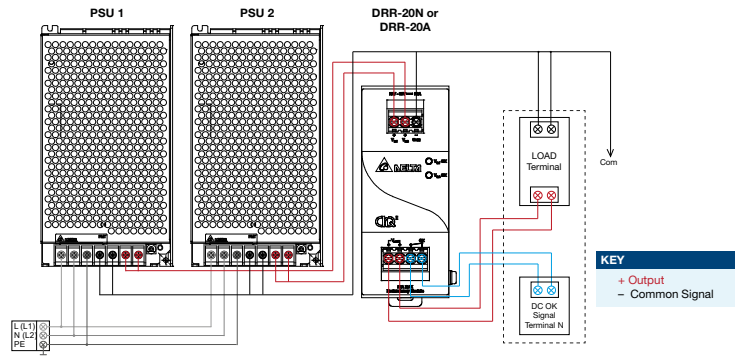 PSU 1
PSU 2
DRR-20N or
DRR-20A
DELTA
LOAD
Terminal
Com
KEY
+ Output
– Common Signal
DC OK
Signal
Terminal N
L (L1)
N (L2)
PE